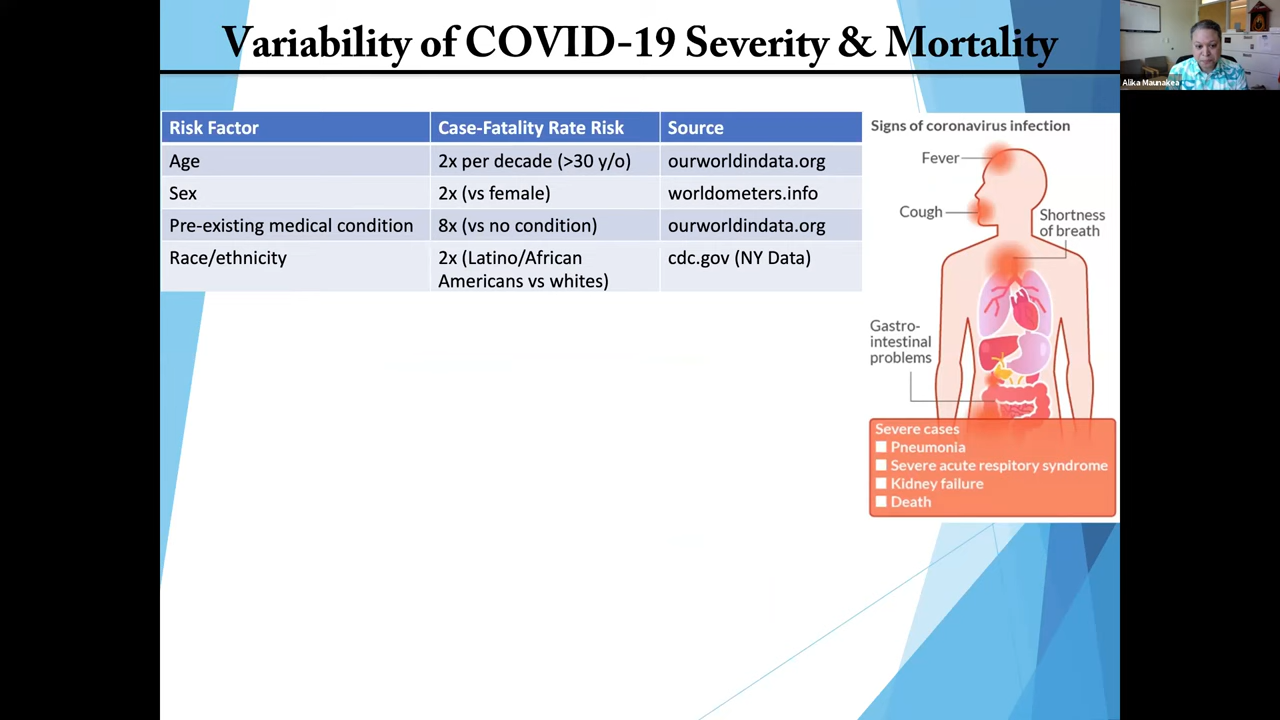 Variability of COVID-19 Severity & Mortality
Alika Maunakea
Risk Factor Case-Fatality Rate Risk Source
Age 2x per decade (>30 y/o) ourworldindata.org
Sex 2x (vs female) worldometers.info
Pre-existing medical condition 8x (vs no condition) ourworldindata.org
Race/ethnicity 2x (Latino/African cdc.gov (NY Data)
Americans vs whites)
Signs of coronavirus infection
Fever
Cough
Shortness
of breath
Gastro-
intestinal
problems
Severe cases
Pneumonia
Severe acute respitory syndrome
Kidney failure
Death